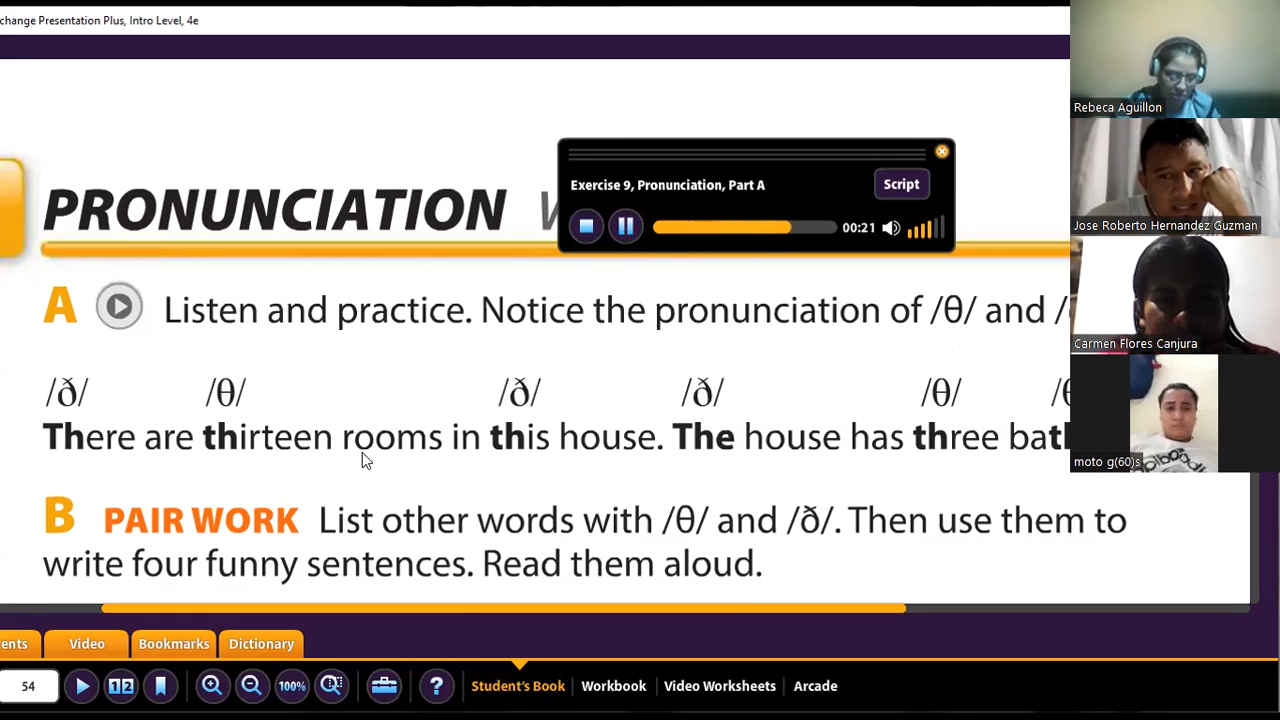 change Presentation Plus, Intro Level, 4e
Rebeca Aguillon
Exercise 9, Pronunciation, Part A
Script
PRONUNCIATION
00:21
Jose Roberto Hernandez Guzman
A Listen and practice. Notice the pronunciation of /θ/ and /
Carmen Flores Canjura
/ð/ /θ/ /ð/ /ð/ /θ/
There are thirteen rooms in this house. The house has three bat
moto g(60)s
B PAIR WORK List other words with /θ/ and /ð/. Then use them to
write four funny sentences. Read them aloud.
ents Video Bookmarks Dictionary
54 12 100% ? Student's Book Workbook Video Worksheets Arcade